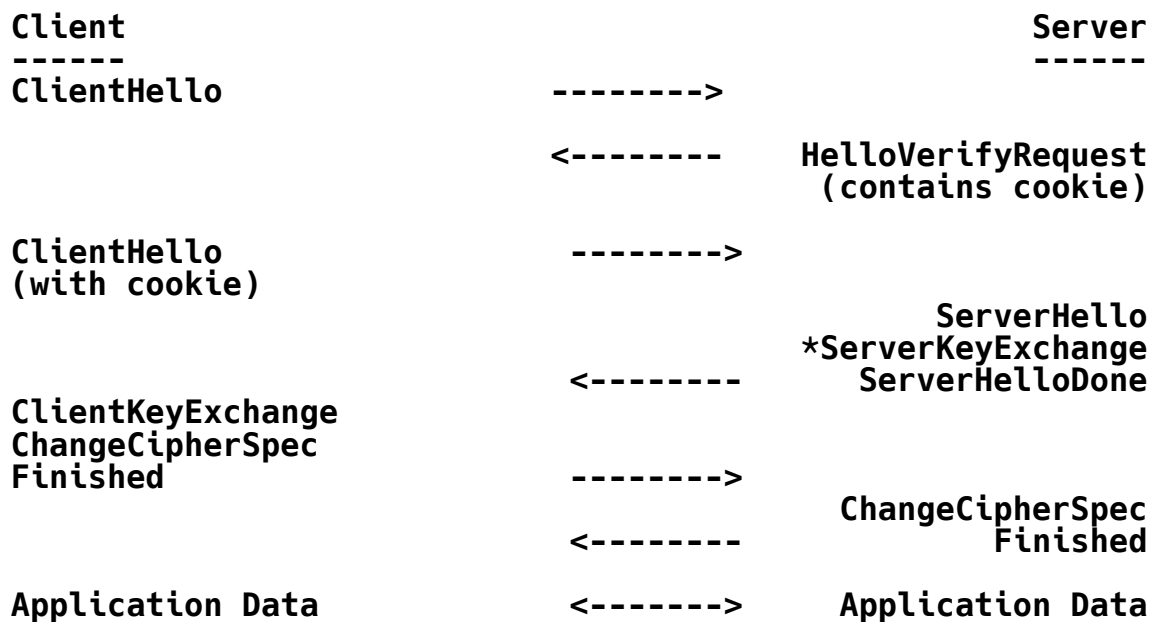 Client Server
------ ------
ClientHello -------->
<-------- HelloVerifyRequest
(contains cookie)
ClientHello -------->
(with cookie)
ServerHello
*ServerKeyExchange
<-------- ServerHelloDone
ClientKeyExchange
ChangeCipherSpec
Finished -------->
ChangeCipherSpec
<-------- Finished
Application Data <-------> Application Data